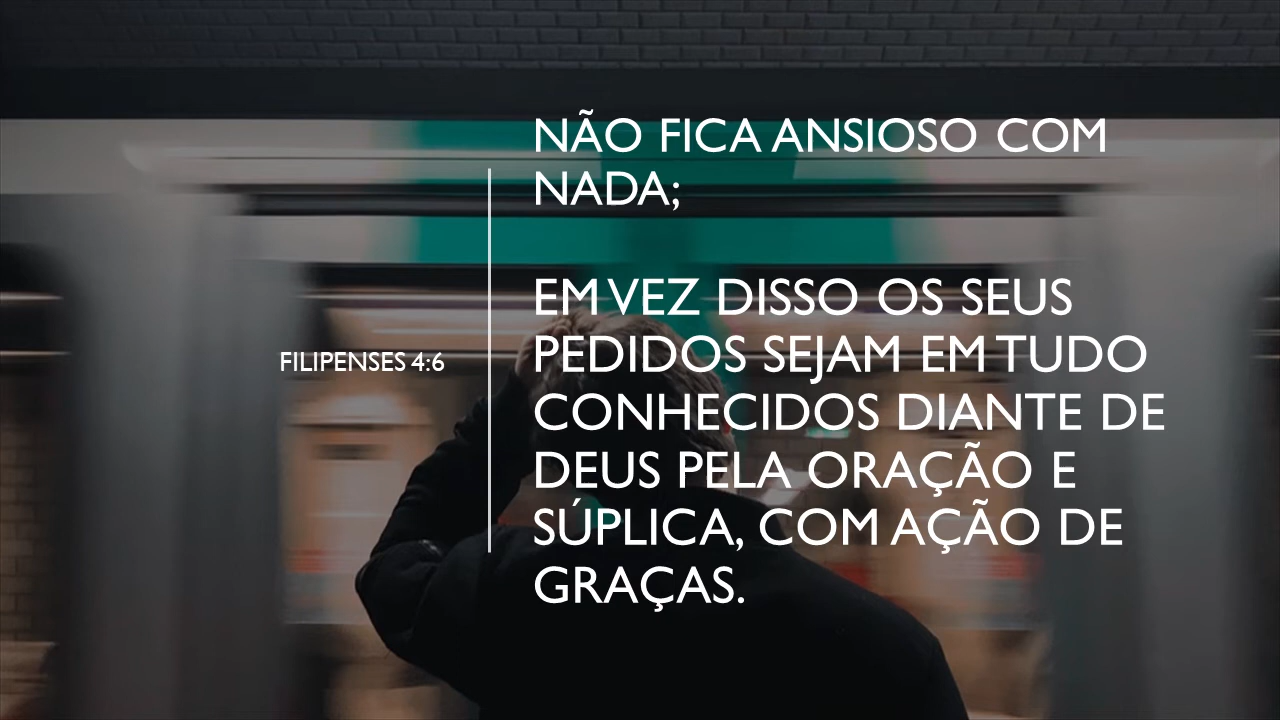 FILIPENSES 4:6
NÃO FICA ANSIOSO COM
NADA;
EM VEZ DISSO OS SEUS
PEDIDOS SEJAM EM TUDO
CONHECIDOS DIANTE DE
DEUS PELA ORAÇÃO E
SÚPLICA, COM AÇÃO DE
GRAÇAS.